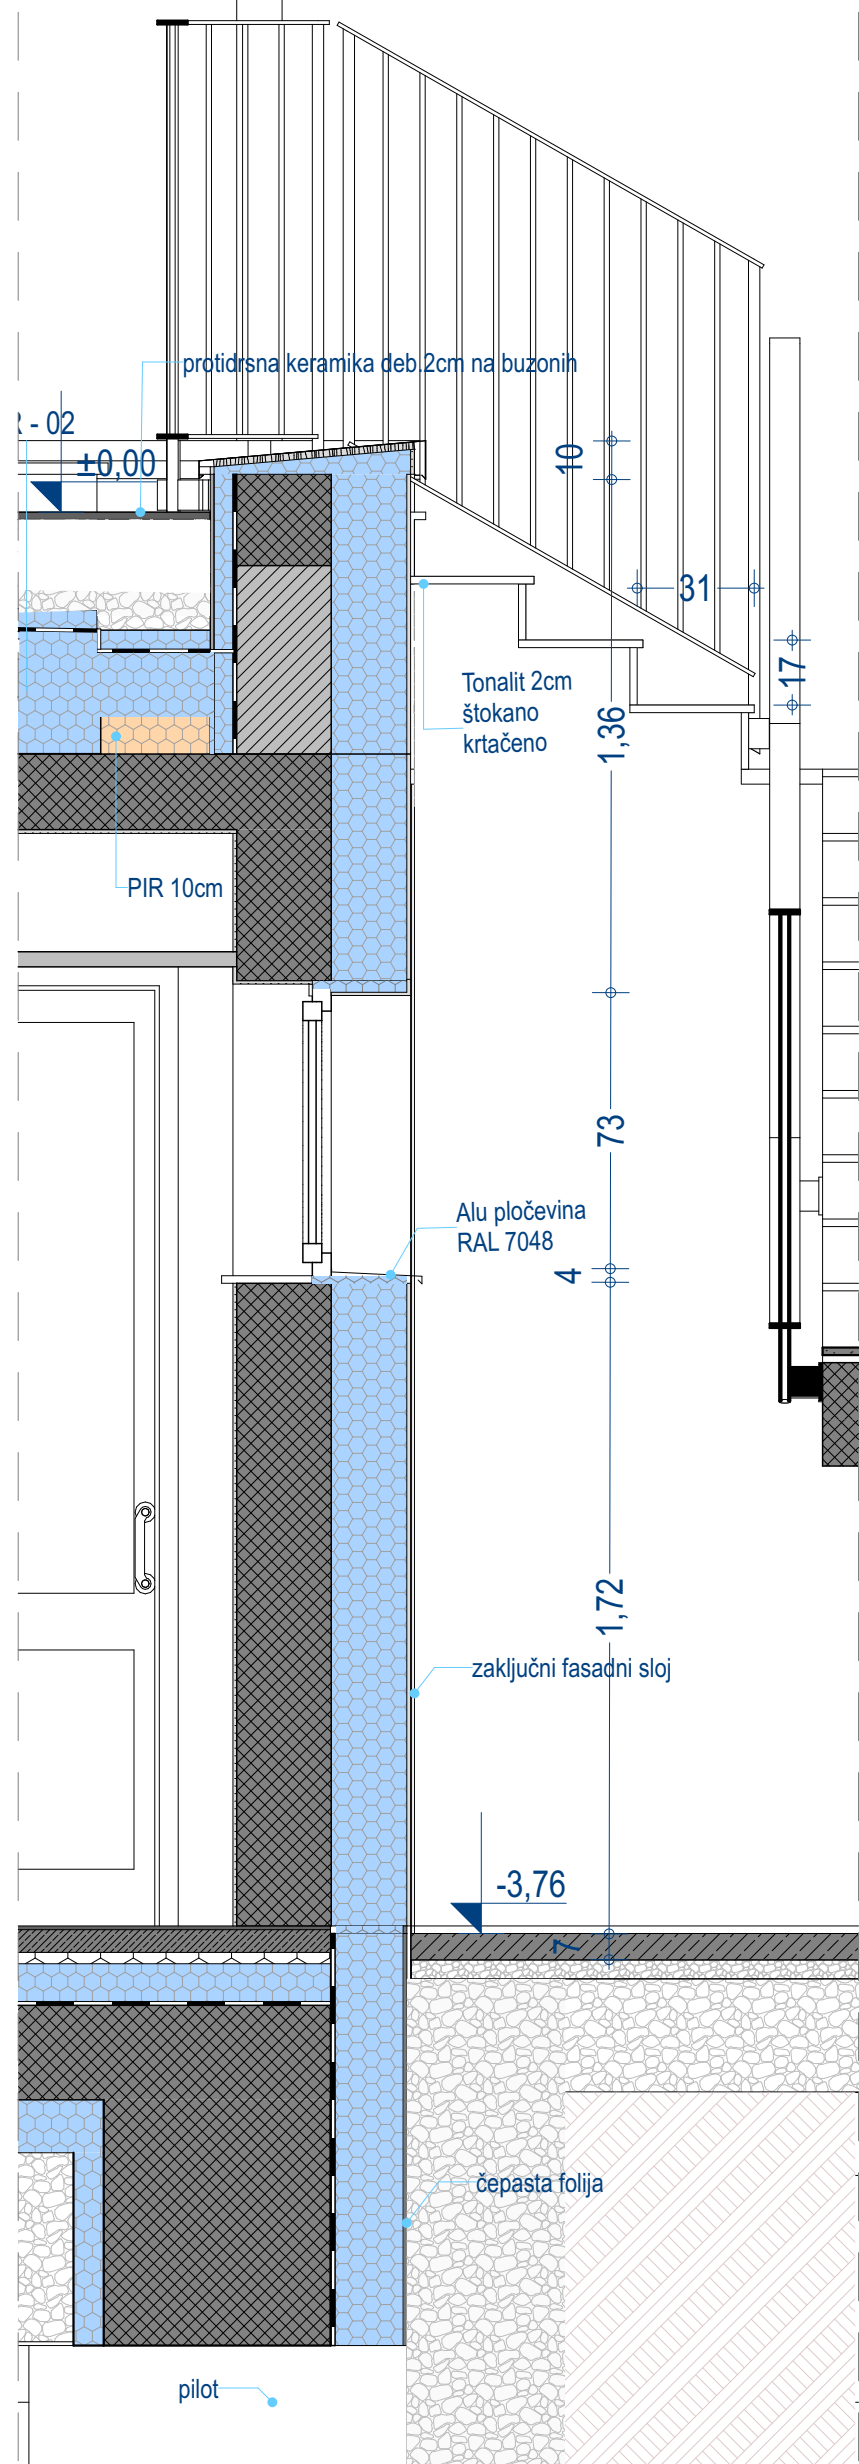 protidrsna keramika deb.2cm na buzonih
- 02
±0,00
10
31
17
Tonalit 2cm
štokano
krtačeno
1,36
PIR 10cm
73
Alu pločevina
RAL 7048
4
1,72
zaključni fasadni sloj
-3,76
7
čepasta folija
pilot